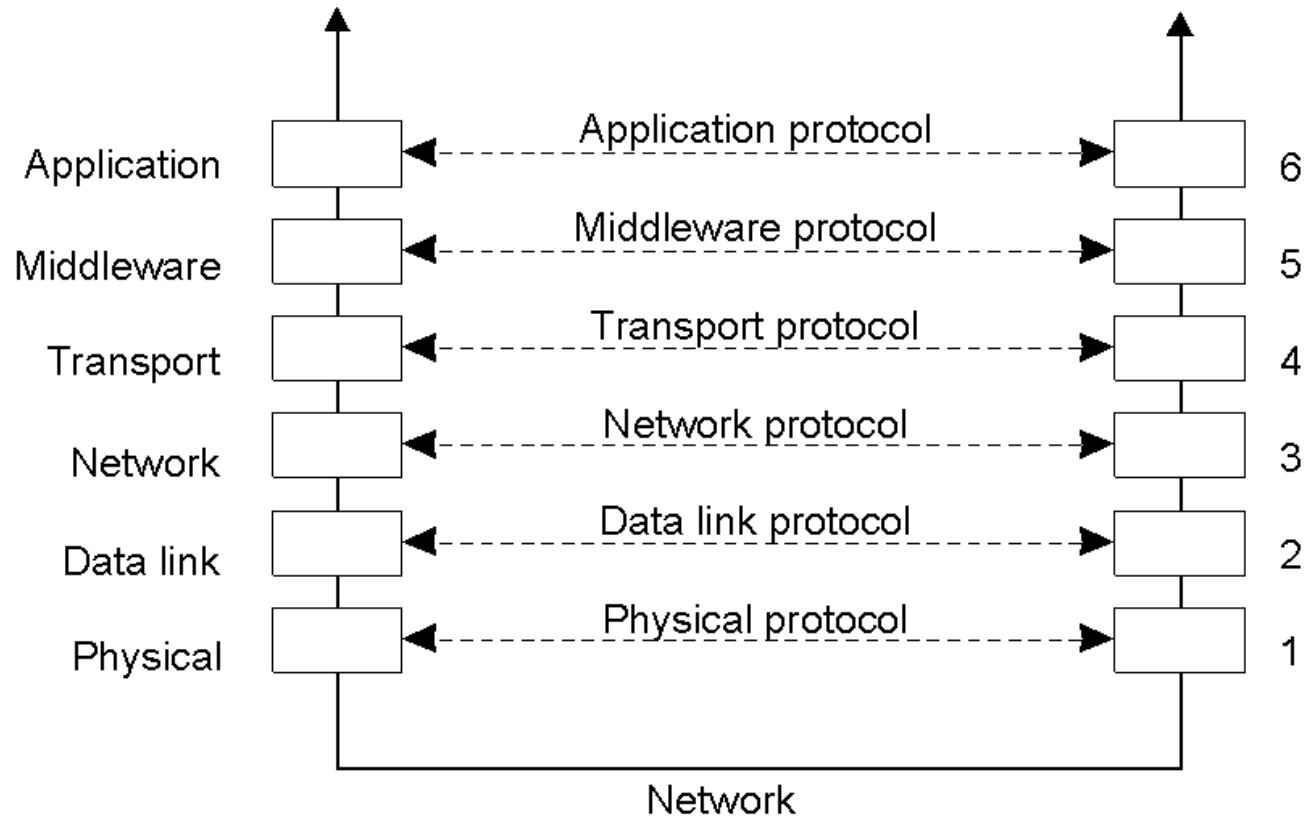 Application protocol
Application 6
Middleware protocol
Middleware 5
Transport protocol
Transport 4
Network protocol
Network 3
Data link protocol
Data link 2
Physical protocol
Physical 1
Network